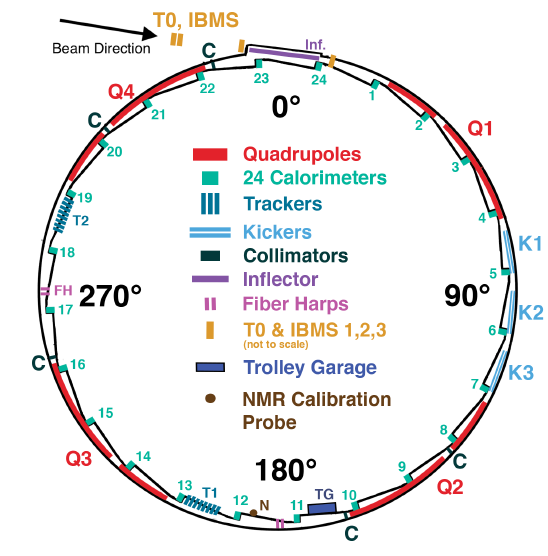 T0, IBMS
Beam Direction
C
Inf.
Q4
22
23
24
1
0°
21
C
2
Q1
20
3
Quadrupoles
24 Calorimeters
Trackers
Kickers
Collimators
Inflector
Fiber Harps
T0 & IBMS 1,2,3
(not to scale)
Trolley Garage
NMR Calibration
Probe
19
T2
4
K1
18
5
FH
270°
90°
17
K2
6
C
16
K3
7
15
8
C
Q3
14
9
Q2
180°
13
T1
12
N
11
TG
10
C